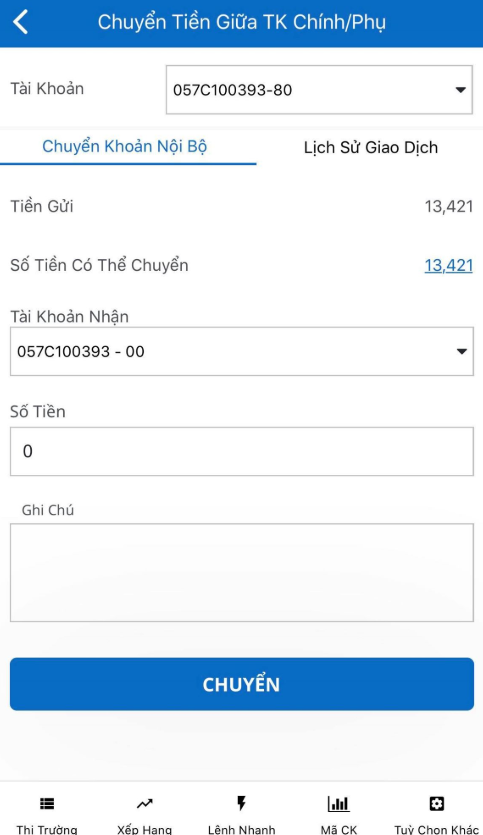 Chuyển Tiền Giữa TK Chính/Phụ
Tài Khoản 057C100393-80
Chuyển Khoản Nội Bộ Lịch Sử Giao Dịch
Tiền Gửi 13,421
Số Tiền Có Thể Chuyển 13,421
Tài Khoản Nhận
057C100393 - 00
Số Tiền
0
Ghi Chú
CHUYỂN
Thị Trường Xếp Hạng Lệnh Nhanh Mã CK Tuỳ Chọn Khác